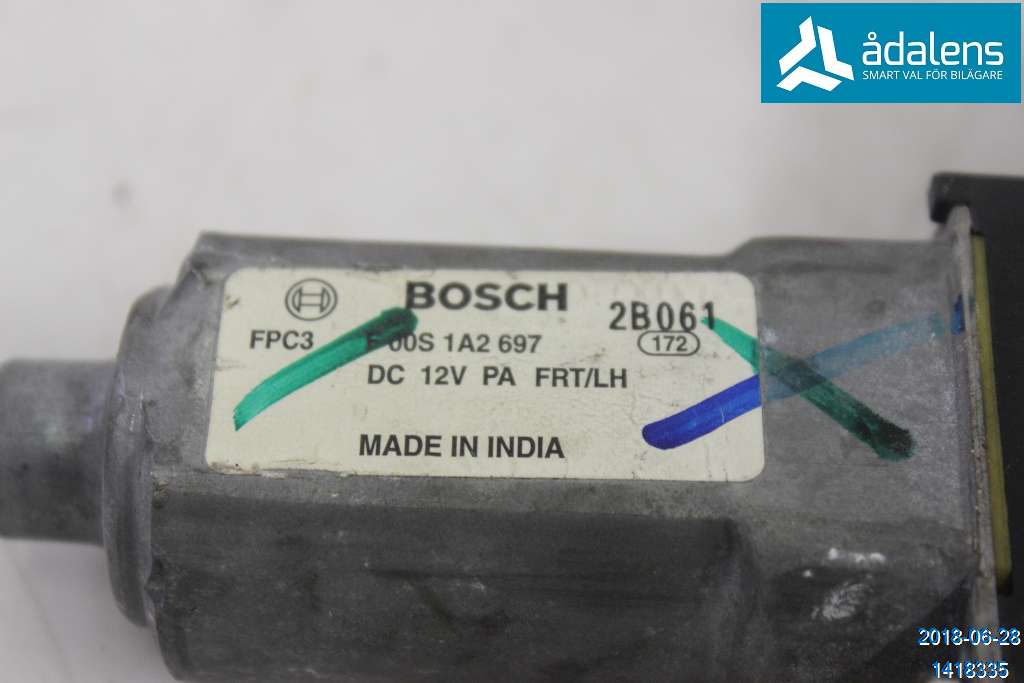 ådalens
SMART VAL FÖR BILÄGARE
BOSCH
2B061
FPC3 F 00S 1A2 697
172
DC 12V PA FRT/LH
MADE IN INDIA
2018-06-28
1418335